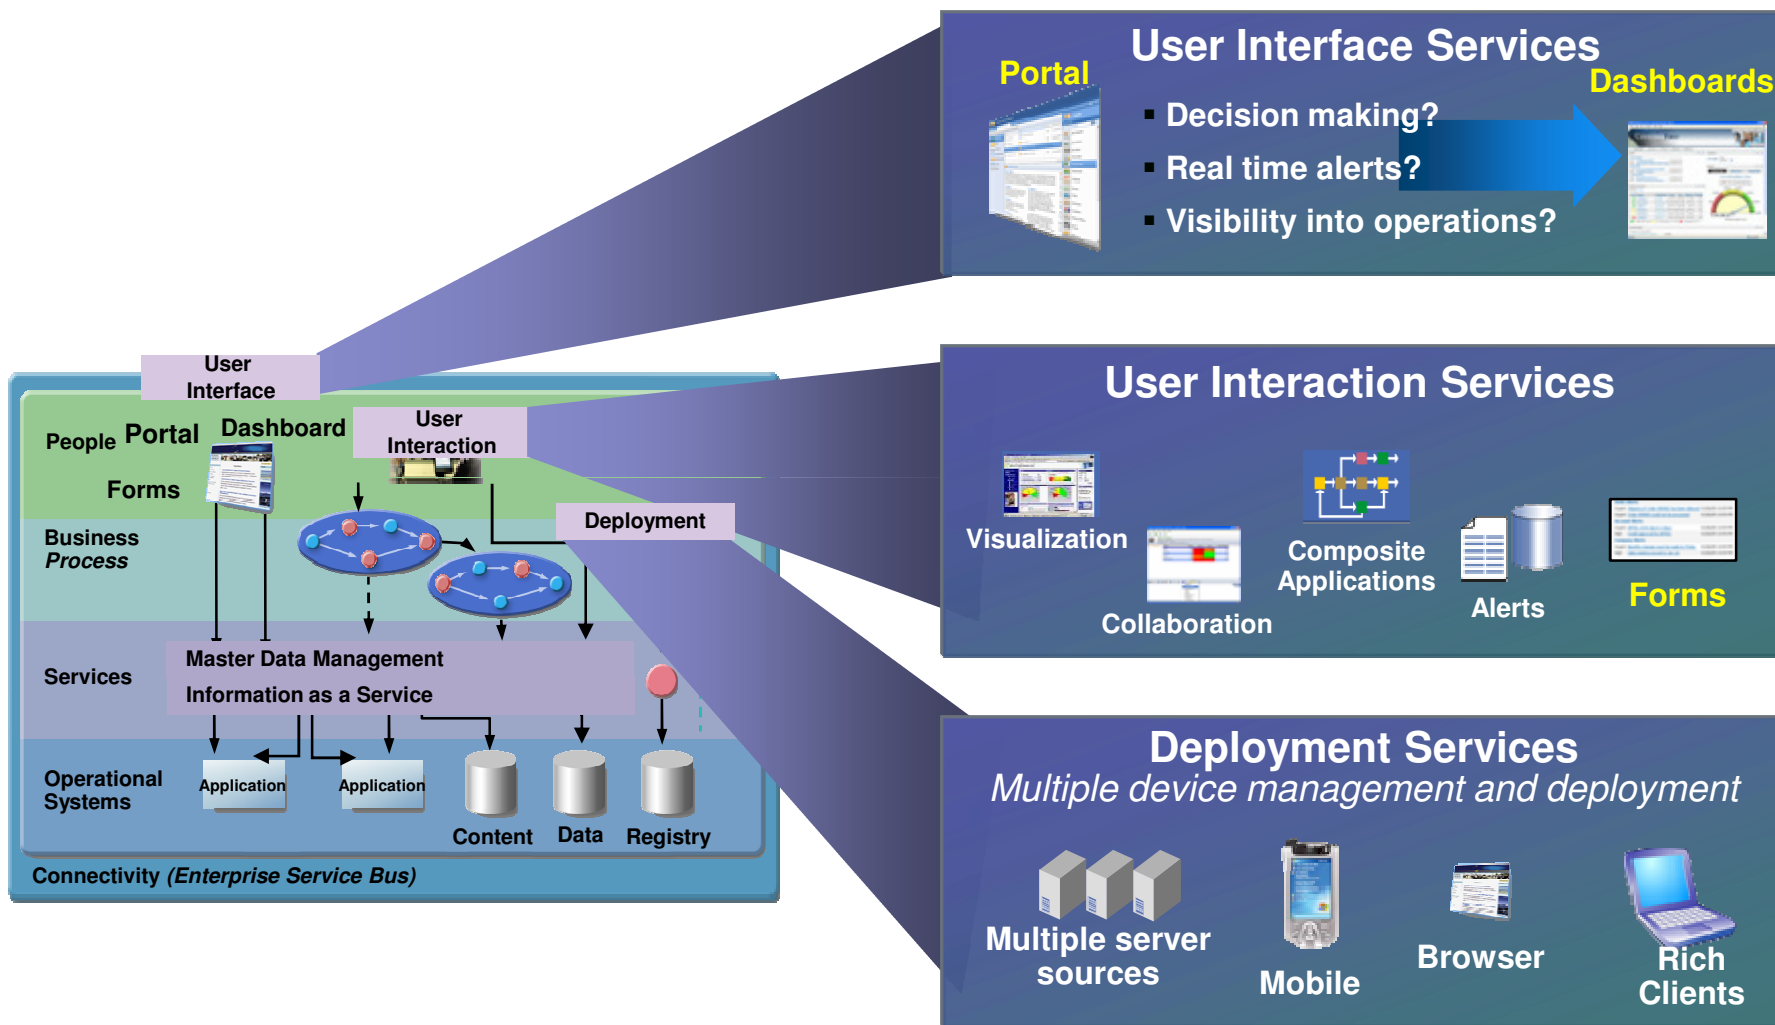 User
Interface
People Portal Dashboard
User
Interaction
Forms
Deployment
Business
Process
Services
Master Data Management
Information as a Service
Operational
Systems
Application
Application
Content
Data
Registry
Connectivity (Enterprise Service Bus)
User Interface Services
Portal
Dashboards
▪ Decision making?
▪ Real time alerts?
▪ Visibility into operations?
User Interaction Services
Visualization
Collaboration
Composite
Applications
Alerts
Forms
Deployment Services
Multiple device management and deployment
Multiple server
sources
Mobile
Browser
Rich
Clients